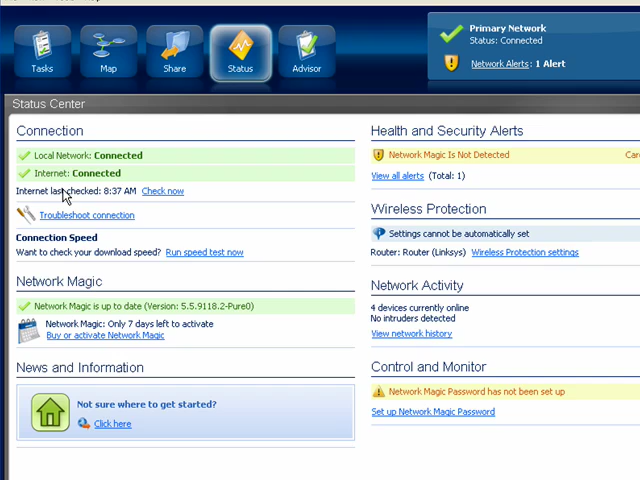 Tasks
Map
Share
Status
Advisor
Primary Network
Status: Connected
Network Alerts: 1 Alert
Status Center
Connection
Local Network: Connected
Internet: Connected
Internet last checked: 8:37 AM Check now
Troubleshoot connection
Connection Speed
Want to check your download speed? Run speed test now
Network Magic
Network Magic is up to date (Version: 5.5.9118.2-Pure0)
Network Magic: Only 7 days left to activate
Buy or activate Network Magic
News and Information
Not sure where to get started?
Click here
Health and Security Alerts
Network Magic Is Not Detected
View all alerts (Total: 1)
Wireless Protection
Settings cannot be automatically set
Router: Router (Linksys) Wireless Protection settings
Network Activity
4 devices currently online
No intruders detected
View network history
Control and Monitor
Network Magic Password has not been set up
Set up Network Magic Password